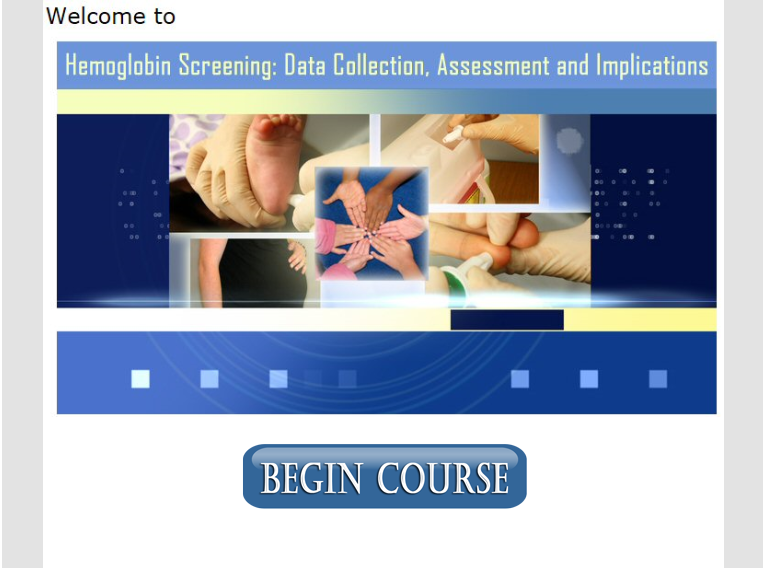 Welcome to
Hemoglobin Screening: Data Collection, Assessment and Implications
BEGIN COURSE